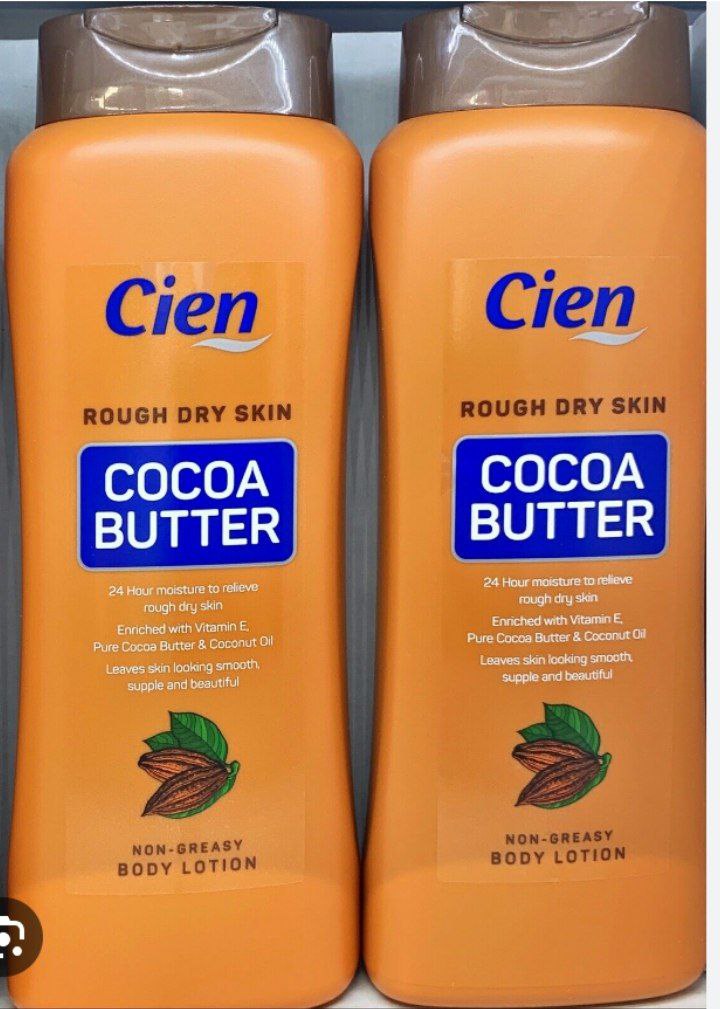 Cien
ROUGH DRY SKIN
COCOA
BUTTER
24 Hour moisture to relieve
rough dry skin
Enriched with Vitamin E,
Pure Cocoa Butter & Coconut Oil
Leaves skin looking smooth,
supple and beautiful
NON-GREASY
BODY LOTION
Cien
ROUGH DRY SKIN
COCOA
BUTTER
24 Hour moisture to relieve
rough dry skin
Enriched with Vitamin E,
Pure Cocoa Butter & Coconut Oil
Leaves skin looking smooth,
supple and beautiful
NON-GREASY
BODY LOTION